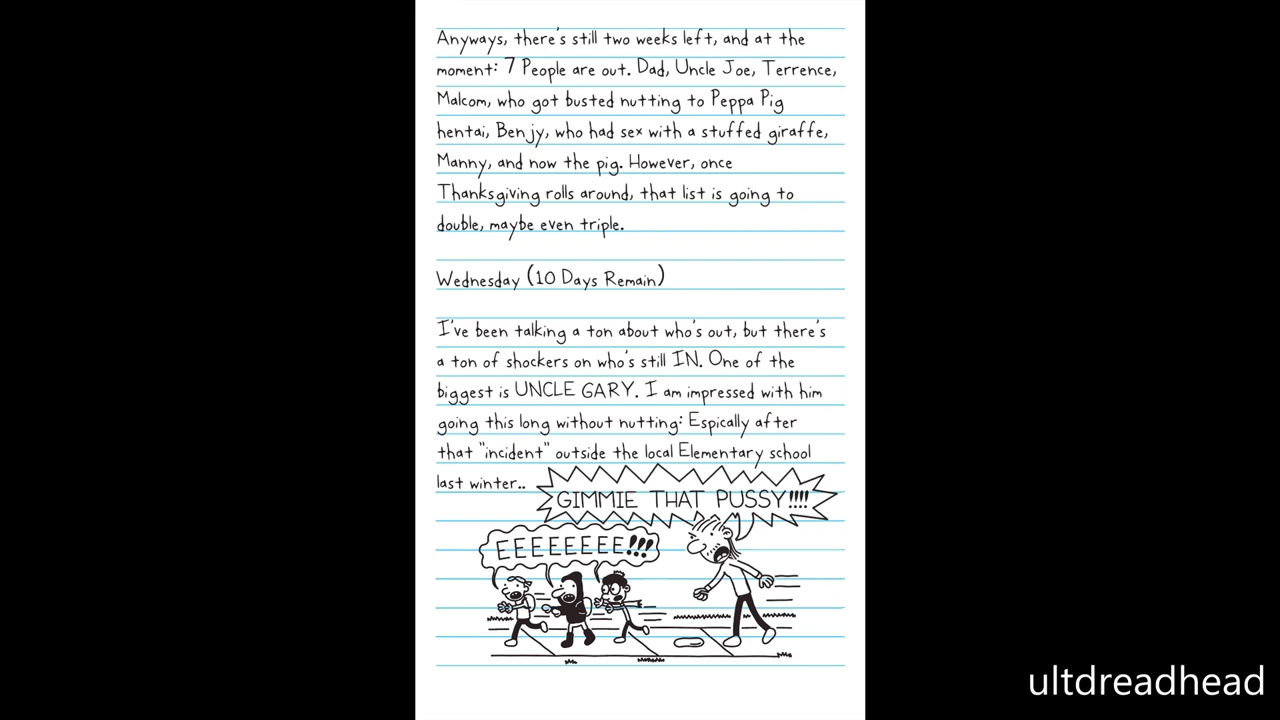 Anyways, there's still two weeks left, and at the
moment: 7 People are out. Dad, Uncle Joe, Terrence,
Malcom, who got busted nutting to Peppa Pig
hentai, Benjy, who had sex with a stuffed giraffe,
Manny, and now the pig. However, once
Thanksgiving rolls around, that list is going to
double, maybe even triple.
Wednesday (10 Days Remain)
I've been talking a ton about who's out, but there's
a ton of shockers on who's still IN. One of the
biggest is UNCLE GARY. I am impressed with him
going this long without nutting: Espically after
that "incident" outside the local Elementary school
last winter..
GIMMIE THAT PUSSY!!!!
EEEEEEEE!!!
ultdreadhead